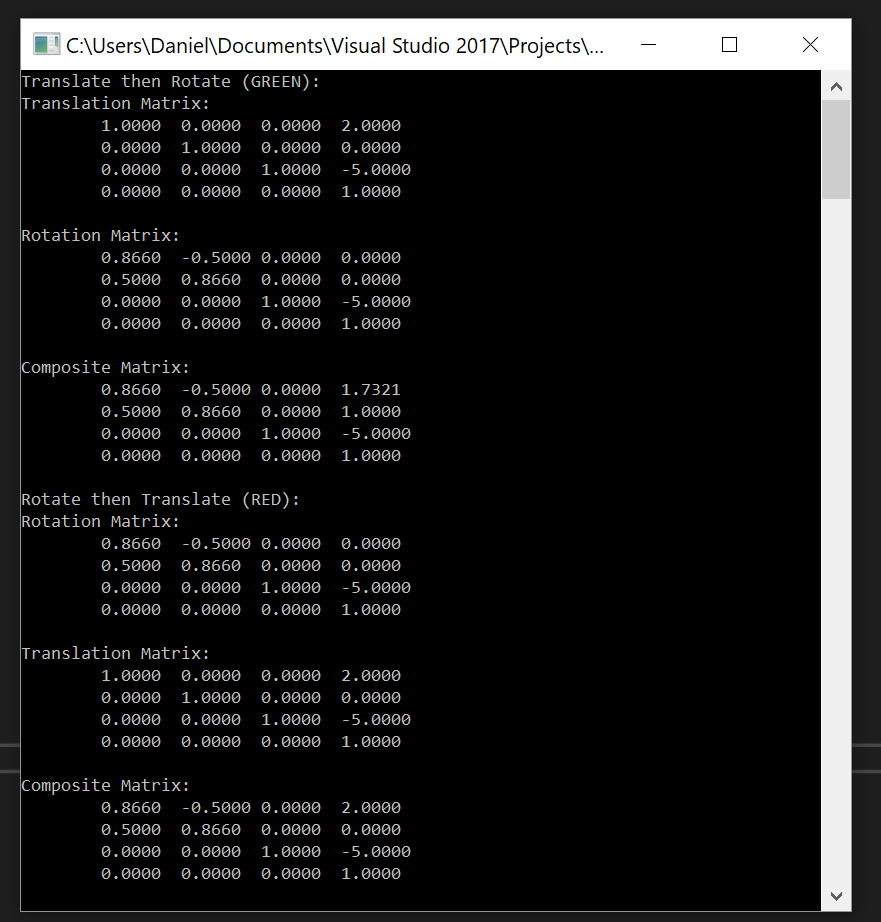 C:\Users\Daniel\Documents\Visual Studio 2017\Projects\...
Translate then Rotate (GREEN):
Translation Matrix:
1.0000 0.0000 0.0000 2.0000
0.0000 1.0000 0.0000 0.0000
0.0000 0.0000 1.0000 -5.0000
0.0000 0.0000 0.0000 1.0000
Rotation Matrix:
0.8660 -0.5000 0.0000 0.0000
0.5000 0.8660 0.0000 0.0000
0.0000 0.0000 1.0000 -5.0000
0.0000 0.0000 0.0000 1.0000
Composite Matrix:
0.8660 -0.5000 0.0000 1.7321
0.5000 0.8660 0.0000 1.0000
0.0000 0.0000 1.0000 -5.0000
0.0000 0.0000 0.0000 1.0000
Rotate then Translate (RED):
Rotation Matrix:
0.8660 -0.5000 0.0000 0.0000
0.5000 0.8660 0.0000 0.0000
0.0000 0.0000 1.0000 -5.0000
0.0000 0.0000 0.0000 1.0000
Translation Matrix:
1.0000 0.0000 0.0000 2.0000
0.0000 1.0000 0.0000 0.0000
0.0000 0.0000 1.0000 -5.0000
0.0000 0.0000 0.0000 1.0000
Composite Matrix:
0.8660 -0.5000 0.0000 2.0000
0.5000 0.8660 0.0000 0.0000
0.0000 0.0000 1.0000 -5.0000
0.0000 0.0000 0.0000 1.0000